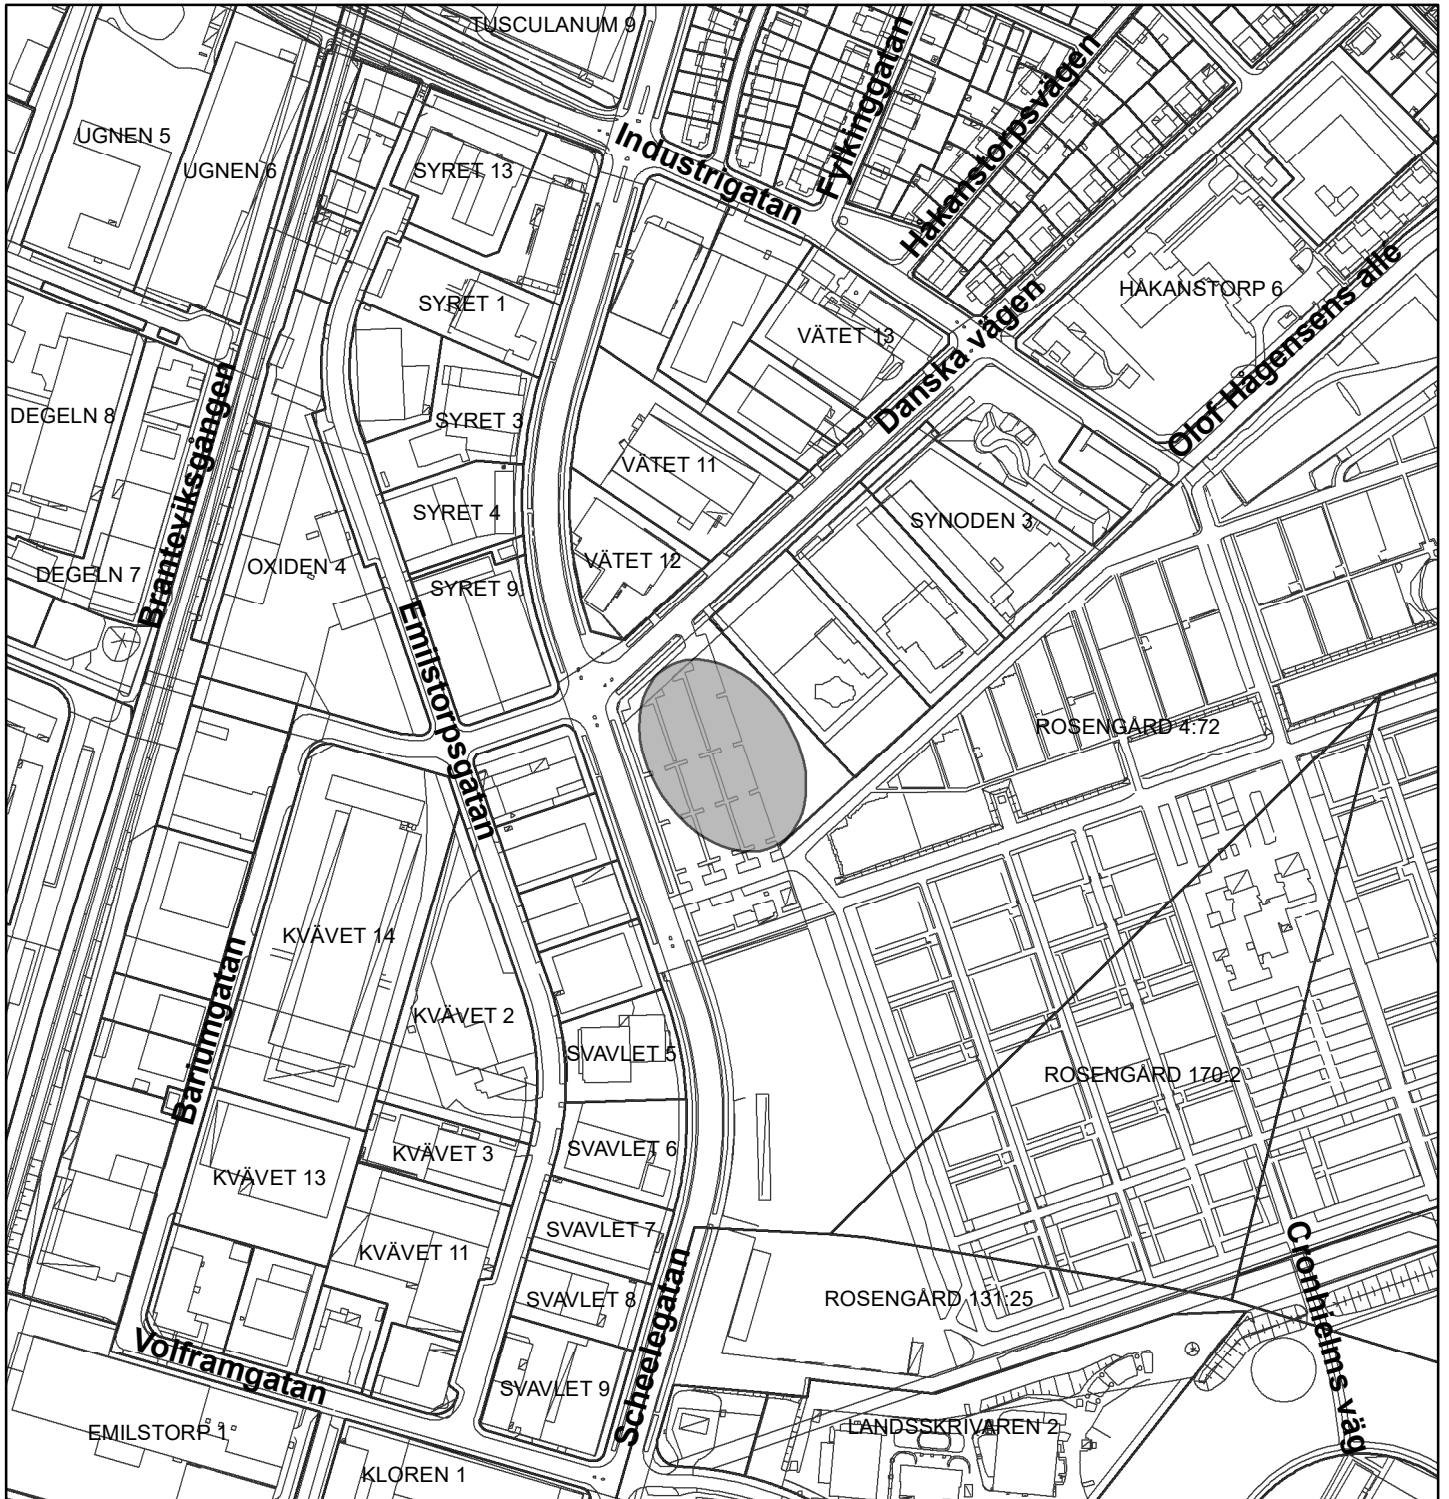 TUSCULANUM 9
Fylkinggatan
Håkanstorpsvägen
UGNEN 5
UGNEN 6
SYRET 13
Industrigatan
HÅKANSTORP 6
SYRET 1
VÄTET 13
Danska vägen
Olof Hågensens allé
DEGELN 8
Branteviksgången
SYRET 3
VÄTET 11
SYRET 4
SYNODEN 3
DEGELN 7
OXIDEN 4
SYRET 9
VÄTET 12
Emilstorpsgatan
ROSENGÅRD 4:72
KVÄVET 14
Bariumgatan
KVÄVET 2
SVAVLET 5
ROSENGÅRD 170:2
KVÄVET 3
SVAVLET 6
KVÄVET 13
SVAVLET 7
KVÄVET 11
Scheelegatan
SVAVLET 8
ROSENGÅRD 131:25
Cronhielms väg
Volframgatan
SVAVLET 9
EMILSTORP 1
LANDSSKRIVAREN 2
KLOREN 1